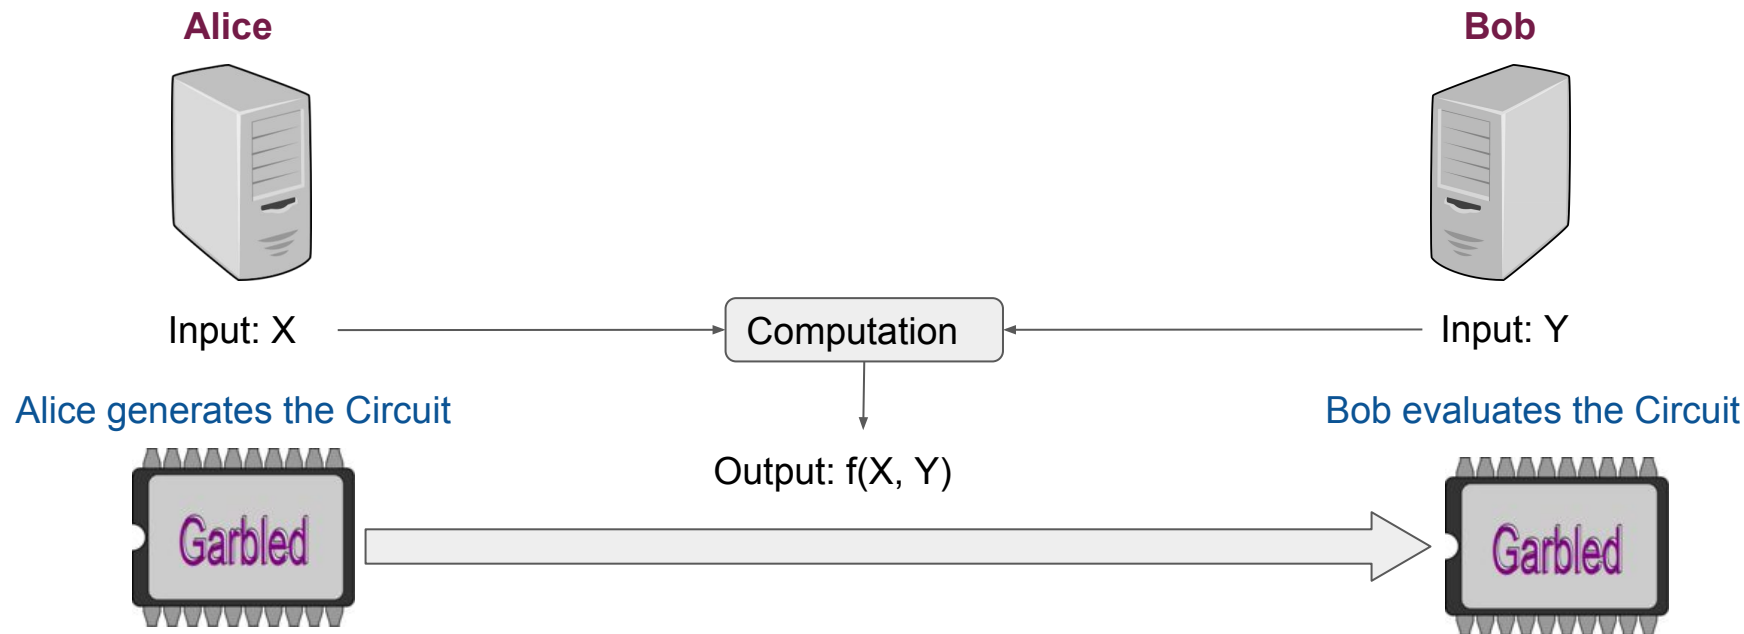 Alice
Bob
Input: X
Computation
Input: Y
Alice generates the Circuit
Bob evaluates the Circuit
Output: f(X, Y)
Garbled
Garbled